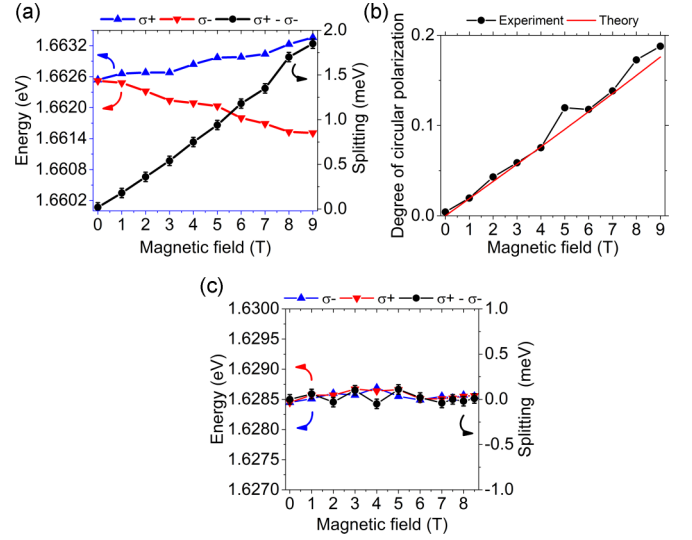 (a)
σ+ σ- σ+ - σ-
Energy (eV)
1.6632
1.6626
1.6620
1.6614
1.6608
1.6602
2.0
1.5
1.0
0.5
0.0
Splitting (meV)
0 1 2 3 4 5 6 7 8 9
Magnetic field (T)
(b)
Experiment Theory
Degree of circular polarization
0.2
0.1
0.0
0 1 2 3 4 5 6 7 8 9
Magnetic field (T)
(c)
σ- σ+ σ+ - σ-
Energy (eV)
1.6300
1.6295
1.6290
1.6285
1.6280
1.6275
1.6270
1.0
0.5
0.0
-0.5
-1.0
Splitting (meV)
0 1 2 3 4 5 6 7 8
Magnetic field (T)